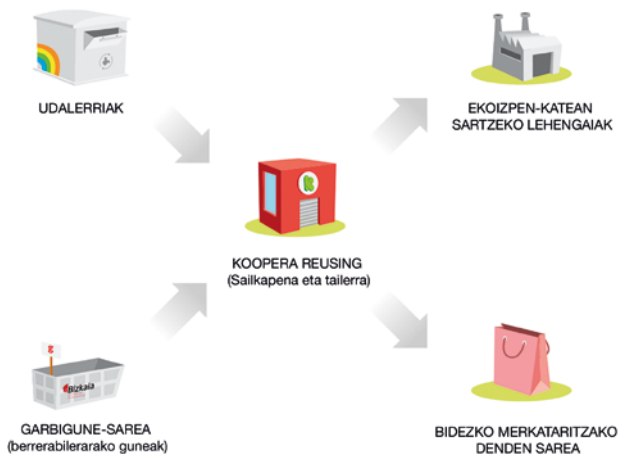 UDALERRIAK
EKOIZPEN-KATEAN
SARTZEKO LEHENGAIAK
KOOPERA REUSING
(Sailkapena eta tailerra)
Bizkaia
GARBIGUNE-SAREA
(berrerabilerarako guneak)
BIDEZKO MERKATARITZAKO
DENDEN SAREA